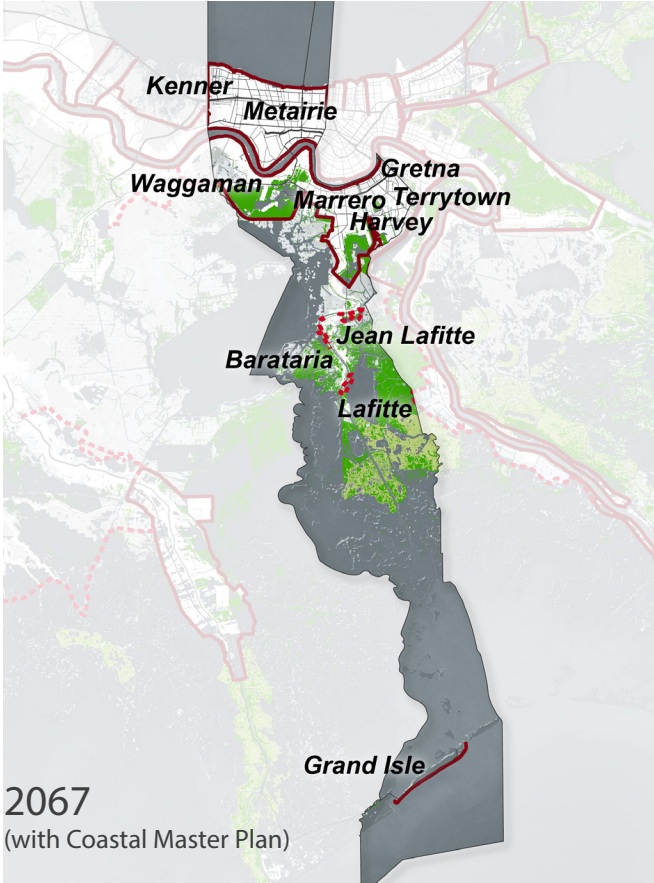 Kenner
Metairie
Gretna
Waggaman
Marrero
Terrytown
Harvey
Jean Lafitte
Barataria
Lafitte
Grand Isle
2067
(with Coastal Master Plan)